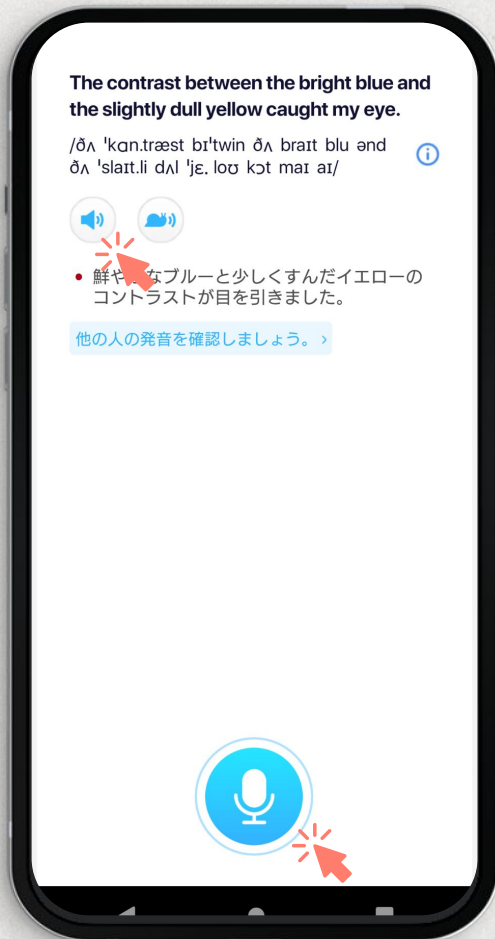 The contrast between the bright blue and
the slightly dull yellow caught my eye.
/ðʌ ˈkɑn.træst bɪˈtwin ðʌ braɪt blu ənd
ðʌ ˈslaɪt.li dʌl ˈjɛ. loʊ kɔt maɪ aɪ/
鮮やなブルーと少しくすんだイエローの
コントラストが目を引きました。
他の人の発音を確認しましょう。 ›